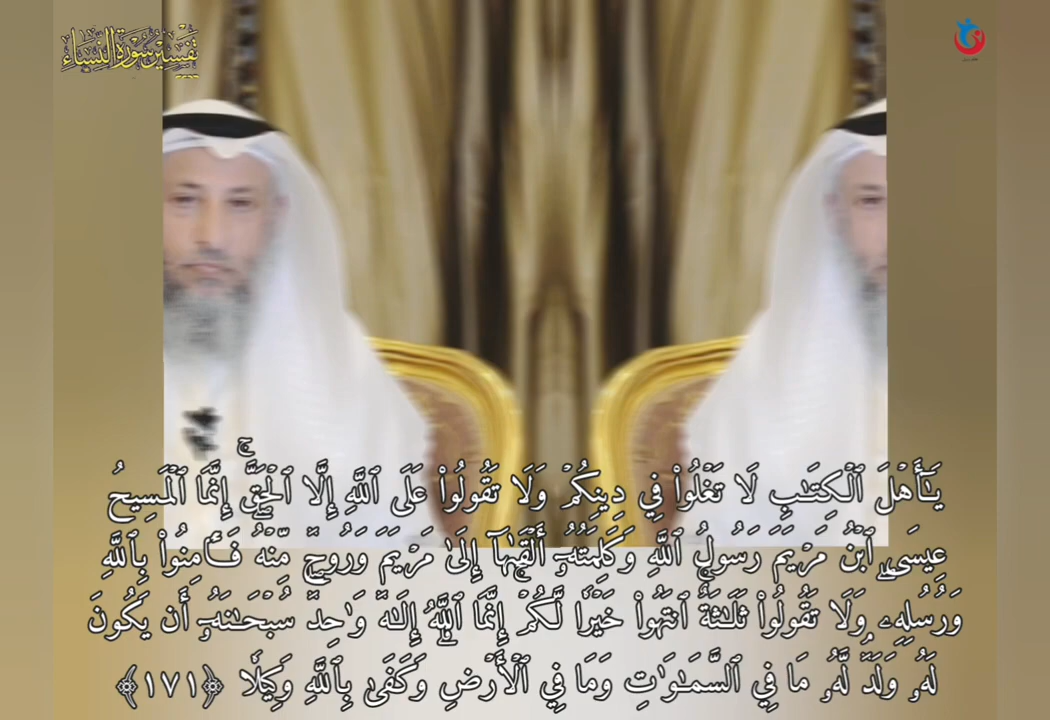 تفسير سورة النساء
يَٰٓأَهۡلَ ٱلۡكِتَٰبِ لَا تَغۡلُواْ فِي دِينِكُمۡ وَلَا تَقُولُواْ عَلَى ٱللَّهِ إِلَّا ٱلۡحَقَّۚ إِنَّمَا ٱلۡمَسِيحُ
عِيسَى ٱبۡنُ مَرۡيَمَ رَسُولُ ٱللَّهِ وَكَلِمَتُهُۥٓ أَلۡقَىٰهَآ إِلَىٰ مَرۡيَمَ وَرُوحٞ مِّنۡهُۖ فَـَٔامِنُواْ بِٱللَّهِ
وَرُسُلِهِۦۖ وَلَا تَقُولُواْ ثَلَٰثَةٌۚ ٱنتَهُواْ خَيۡرٗا لَّكُمۡۚ إِنَّمَا ٱللَّهُ إِلَٰهٞ وَٰحِدٞۖ سُبۡحَٰنَهُۥٓ أَن يَكُونَ
لَهُۥ وَلَدٞۘ لَّهُۥ مَا فِي ٱلسَّمَٰوَٰتِ وَمَا فِي ٱلۡأَرۡضِۗ وَكَفَىٰ بِٱللَّهِ وَكِيلٗا ﴿١٧١﴾